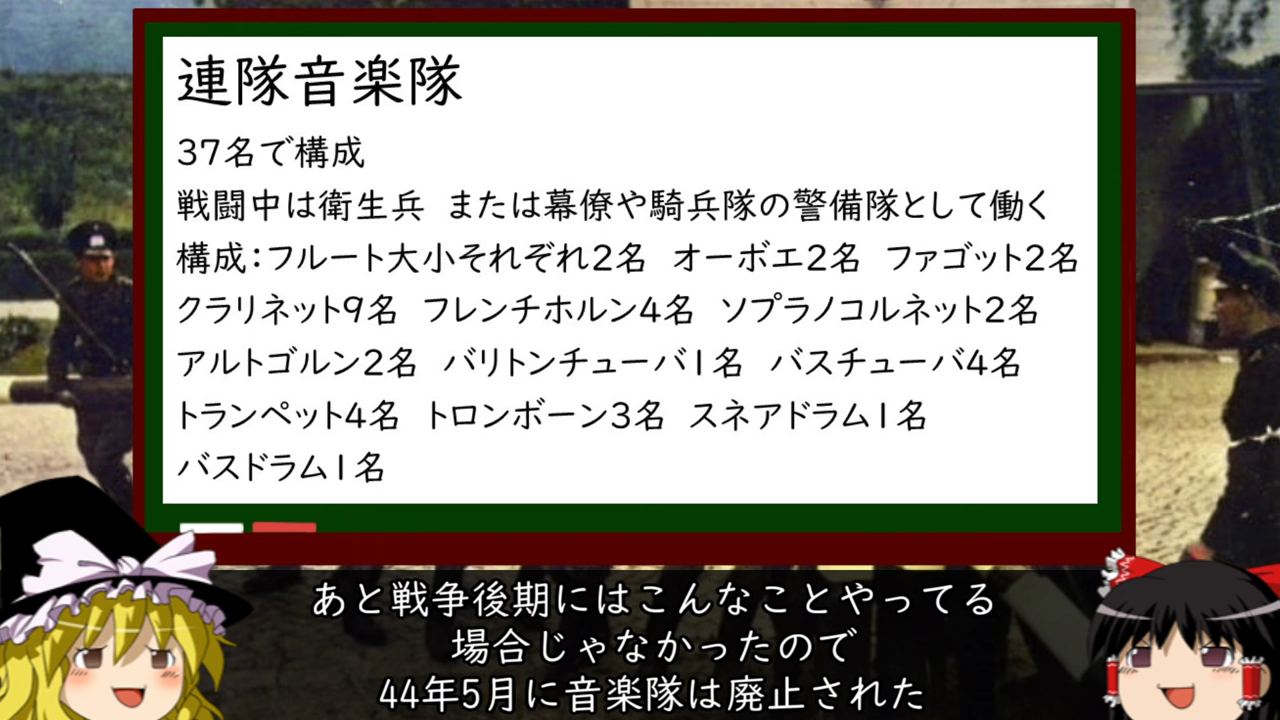 連隊音楽隊
37名で構成
戦闘中は衛生兵 または幕僚や騎兵隊の警備隊として働く
構成：フルート大小それぞれ2名 オーボエ2名 ファゴット2名
クラリネット9名 フレンチホルン4名 ソプラノコルネット2名
アルトゴルン2名 バリトンチューバ1名 バスチューバ4名
トランペット4名 トロンボーン3名 スネアドラム1名
バスドラム1名
あと戦争後期にはこんなことやってる
場合じゃなかったので
44年5月に音楽隊は廃止された